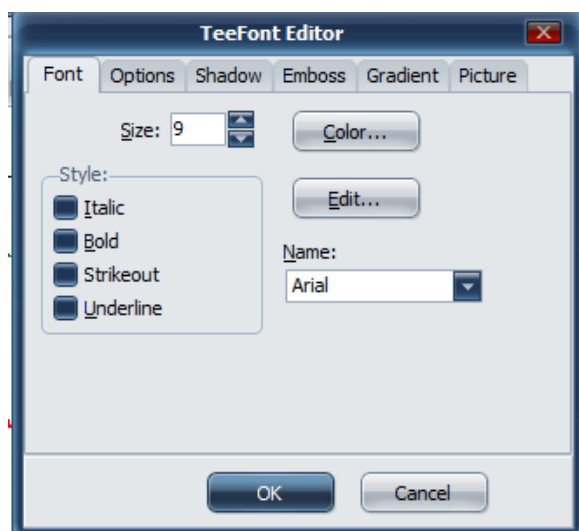 TeeFont Editor
Font Options Shadow Emboss Gradient Picture
Size: 9
Color...
Style:
Italic
Bold
Strikeout
Underline
Edit...
Name:
Arial
OK Cancel